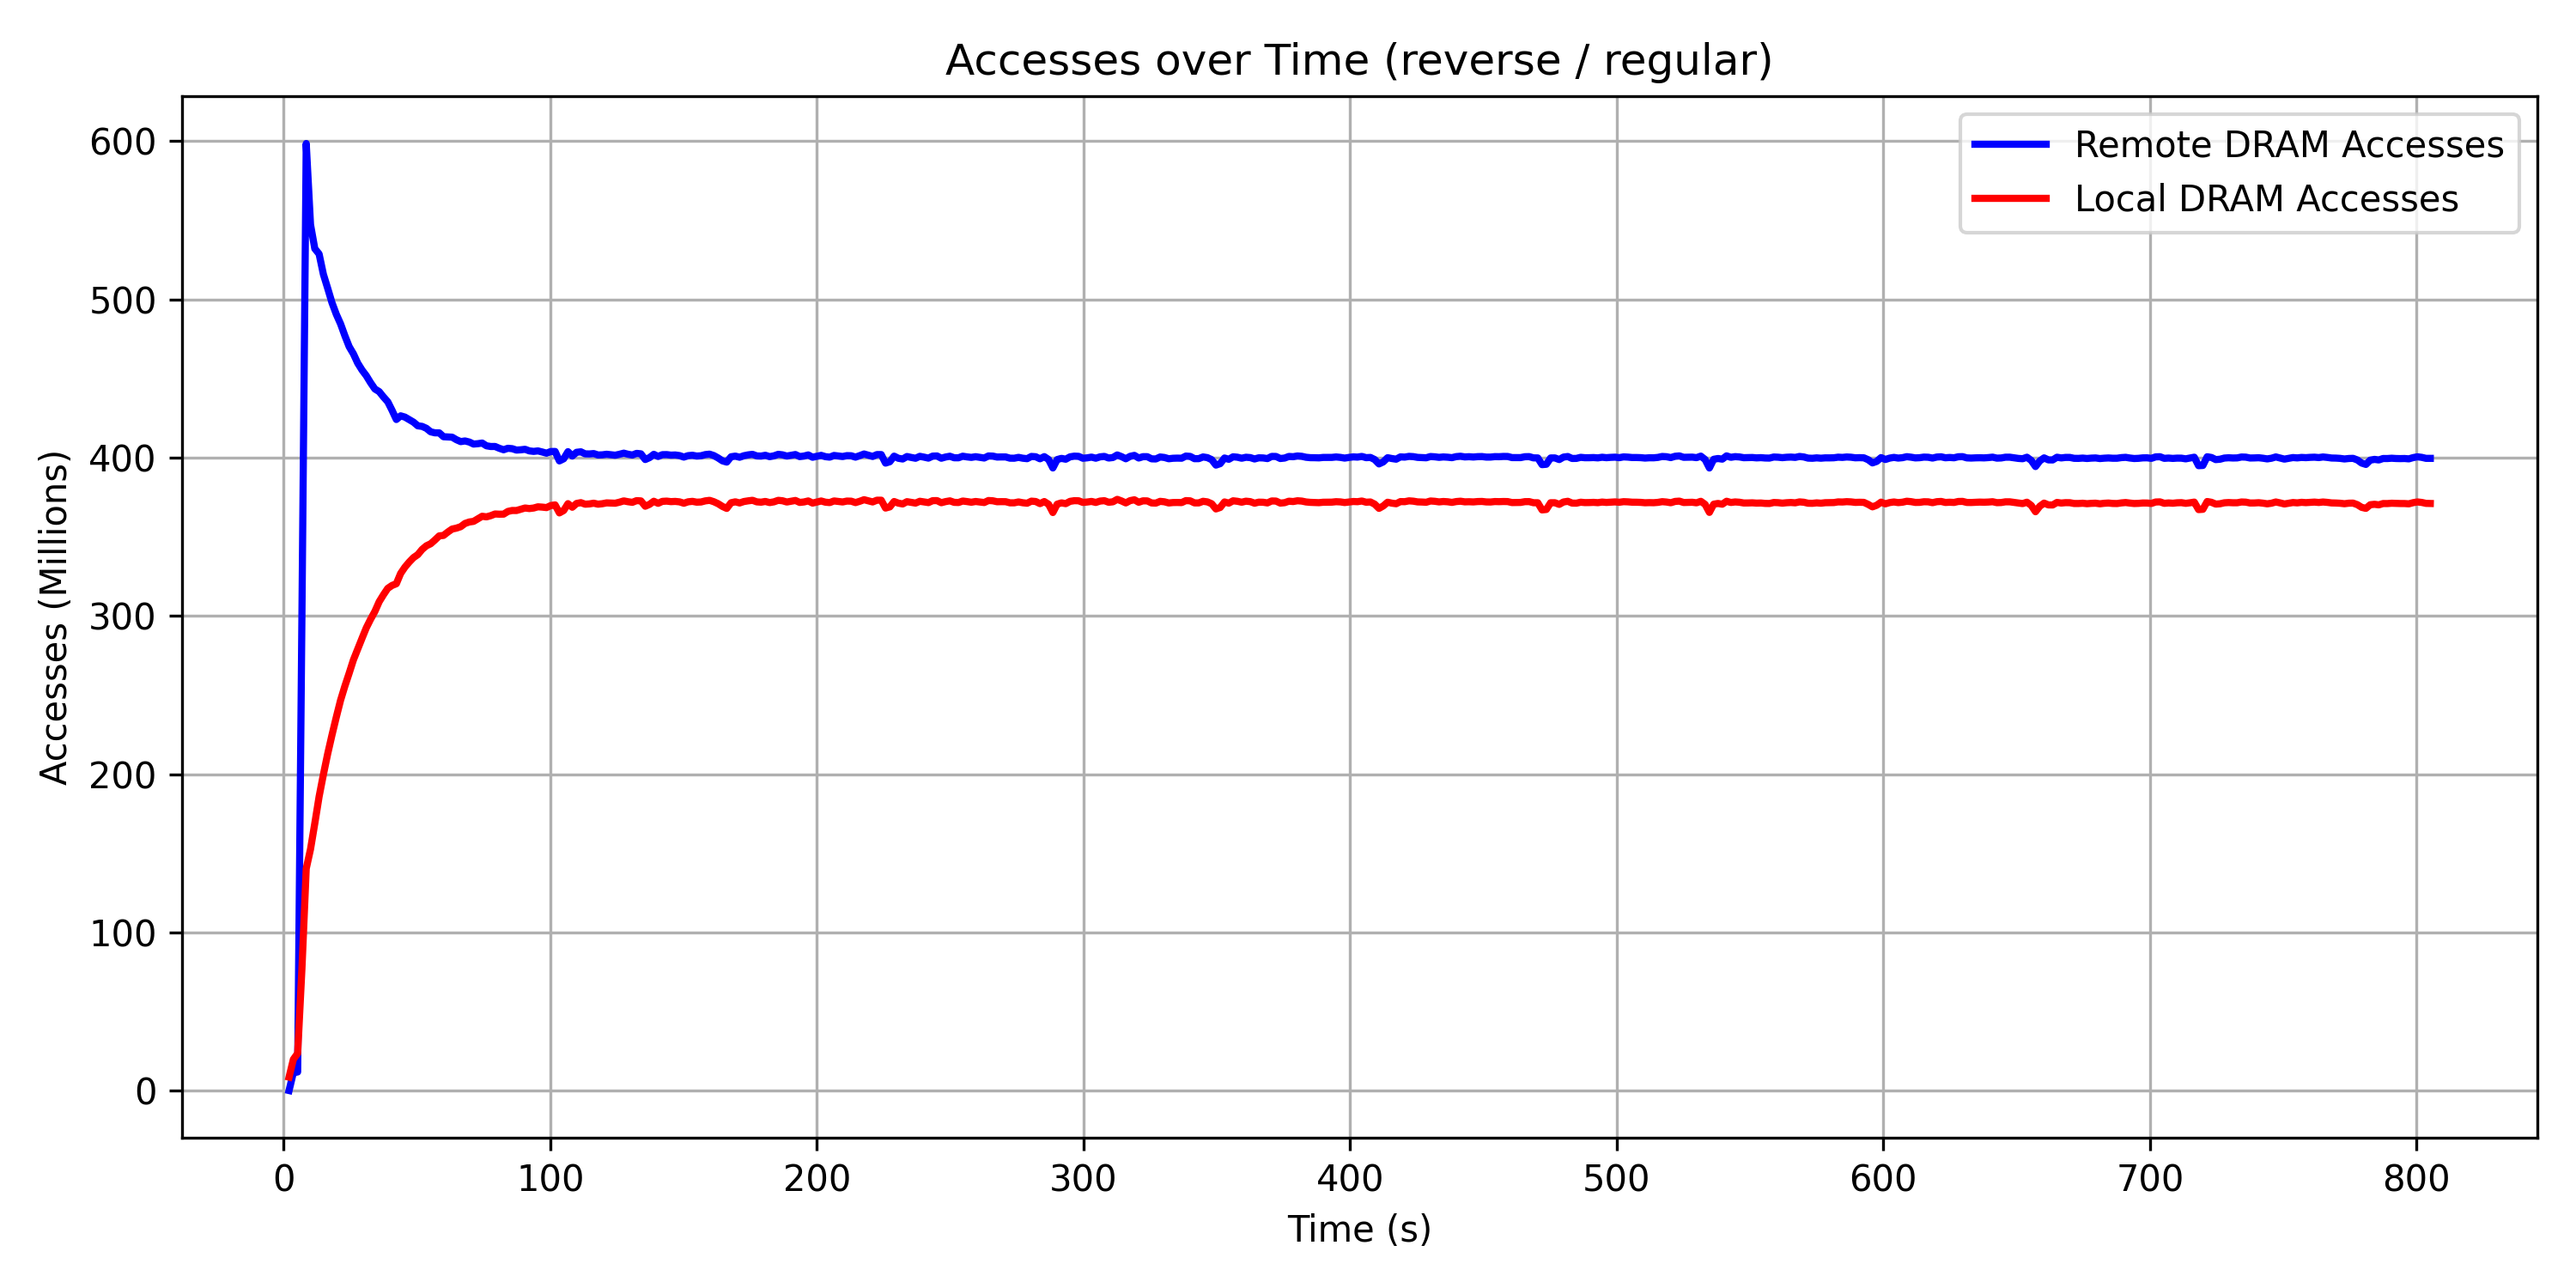 Accesses over Time (reverse / regular)
Remote DRAM Accesses
Local DRAM Accesses
Accesses (Millions)
600
500
400
300
200
100
0
0 100 200 300 400 500 600 700 800
Time (s)